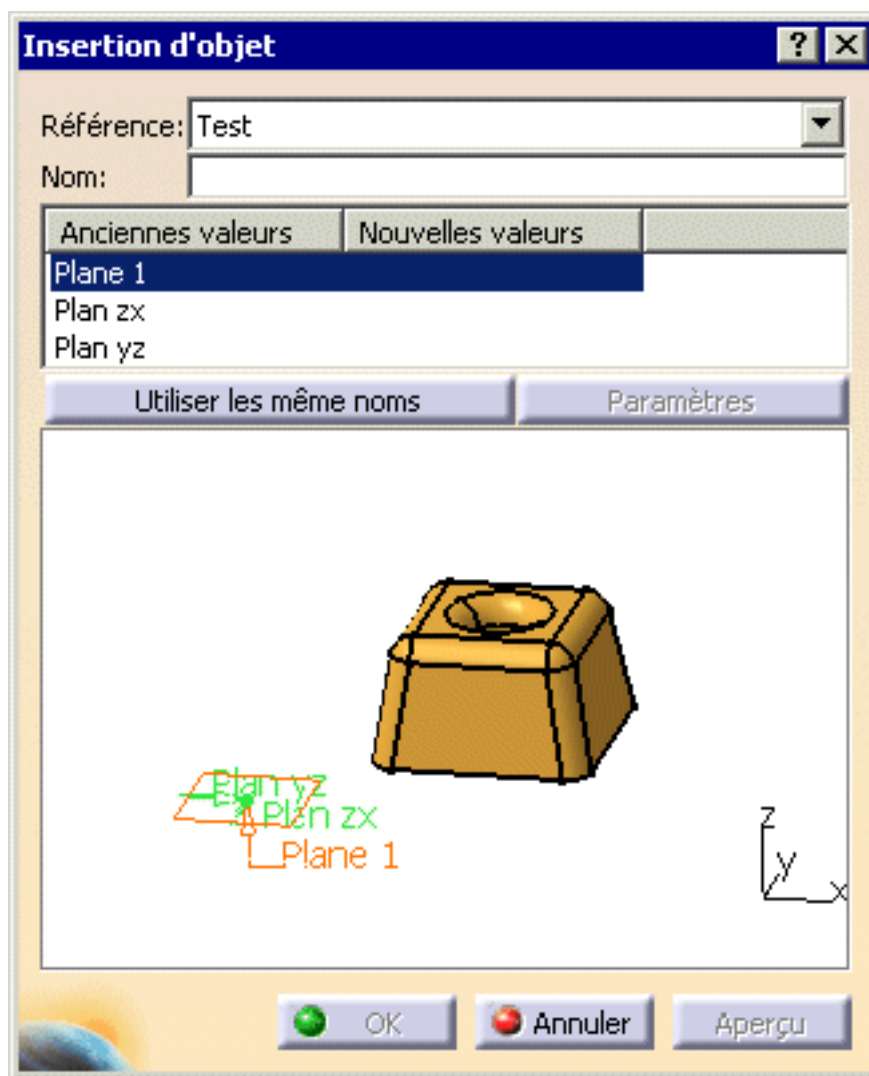 Insertion d'objet
Référence: Test
Nom:
Anciennes valeurs Nouvelles valeurs
Plane 1
Plan zx
Plan yz
Utiliser les même noms Paramètres
Plan yz
Plan zx
Plane 1
z
y
x
OK Annuler Aperçu